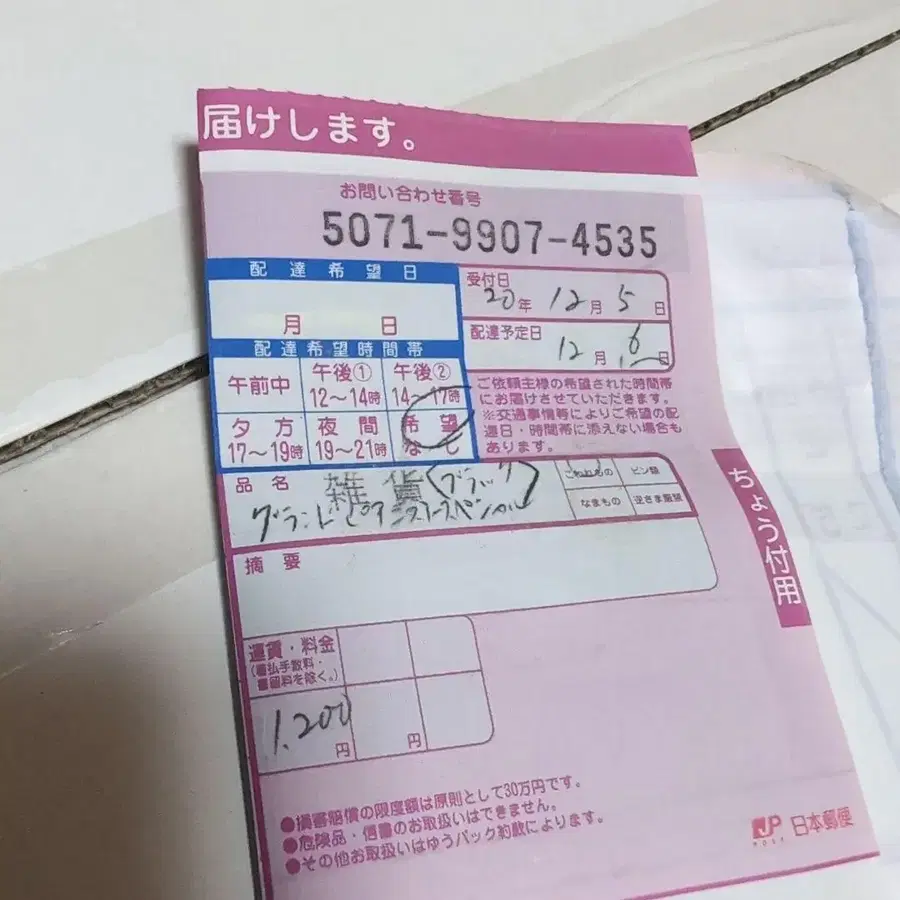 届けします。
お問い合わせ番号
5071-9907-4535
配達希望日
月 日
受付日
20年 12月 5日
配達予定日
12月 6日
配達希望時間帯
午前中 午後① 12～14時 午後② 14～17時
夕方 17～19時 夜間 19～21時 希望なし
ご依頼主様の希望された時間帯
にお届けさせていただきます。
※交通事情等によりご希望の配
達日・時間帯に添えない場合も
あります。
品名 雑貨(ブラック)
こわれもの ビン類
なまもの 逆さま厳禁
摘要
ちょう付用
運賃・料金
(着払手数料・
書留料を除く。)
1.200円 円
●損害賠償の限度額は原則として30万円です。
●危険品・信書のお取扱いはできません。
●その他お取扱いはゆうパック約款によります。
JP 日本郵便
POST